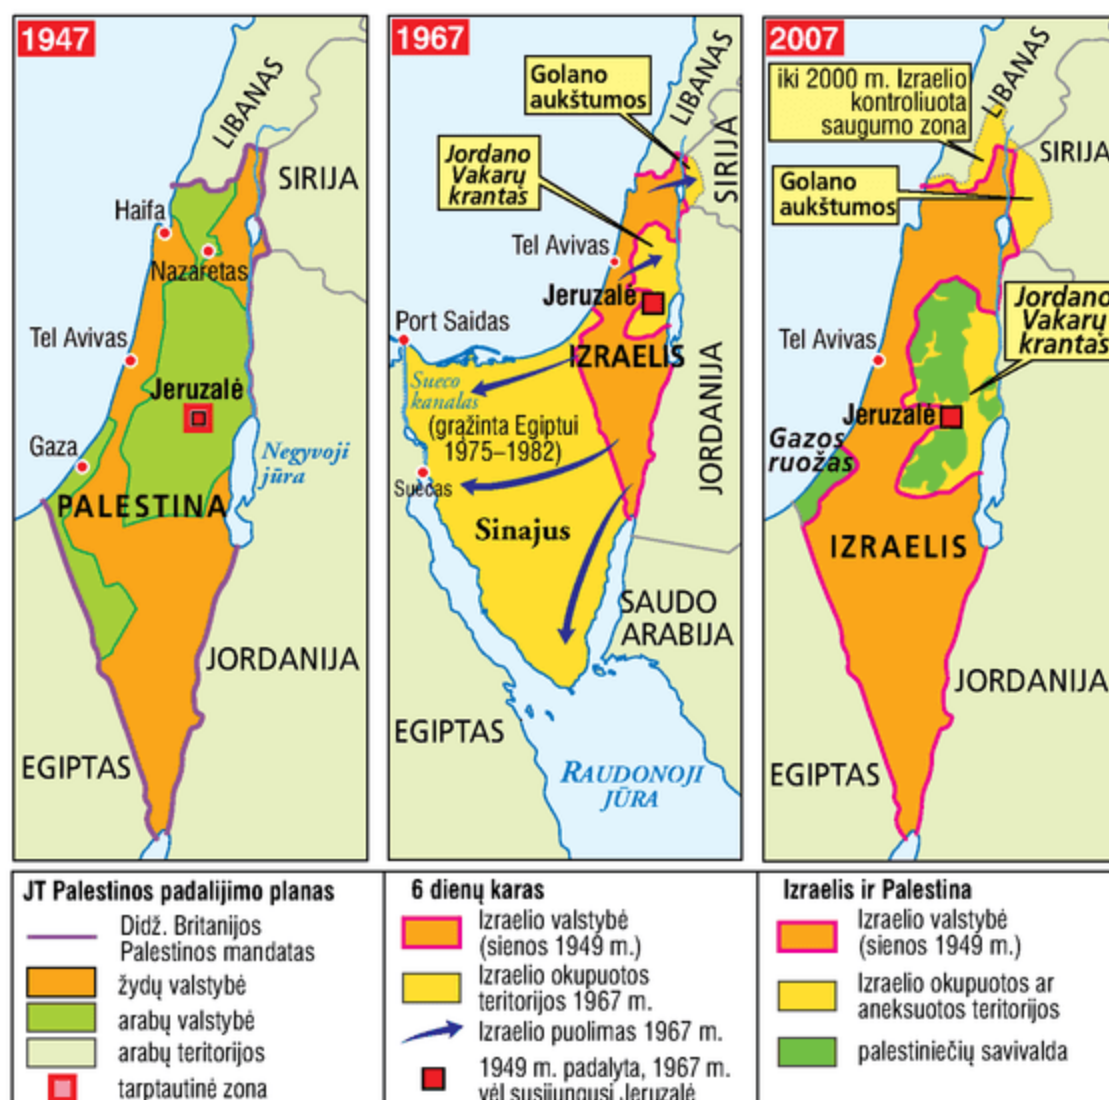 1947
LIBANAS
SIRIJA
Haifa
Nazaretas
Tel Avivas
Jeruzalė
Gaza
Negyvoji
jūra
PALESTINA
JORDANIJA
EGIPTAS
1967
Golano
aukštumos
LIBANAS
SIRIJA
Jordano
Vakarų
krantas
Tel Avivas
Jeruzalė
Port Saidas
IZRAELIS
Sueco
kanalas
(grąžinta Egiptui
1975–1982)
JORDANIJA
Suecas
Sinajus
SAUDO
ARABIJA
EGIPTAS
RAUDONOJI
JŪRA
2007
iki 2000 m. Izraelio
kontroliuota
saugumo zona
LIBANAS
SIRIJA
Golano
aukštumos
Jordano
Vakarų
krantas
Tel Avivas
Jeruzalė
Gazos
ruožas
IZRAELIS
JORDANIJA
EGIPTAS
JT Palestinos padalijimo planas
Didž. Britanijos
Palestinos mandatas
žydų valstybė
arabų valstybė
arabų teritorijos
tarptautinė zona
6 dienų karas
Izraelio valstybė
(sienos 1949 m.)
Izraelio okupuotos
teritorijos 1967 m.
Izraelio puolimas 1967 m.
1949 m. padalyta, 1967 m.
vėl susijungusi Jeruzalė
Izraelis ir Palestina
Izraelio valstybė
(sienos 1949 m.)
Izraelio okupuotos ar
aneksuotos teritorijos
palestiniečių savivalda